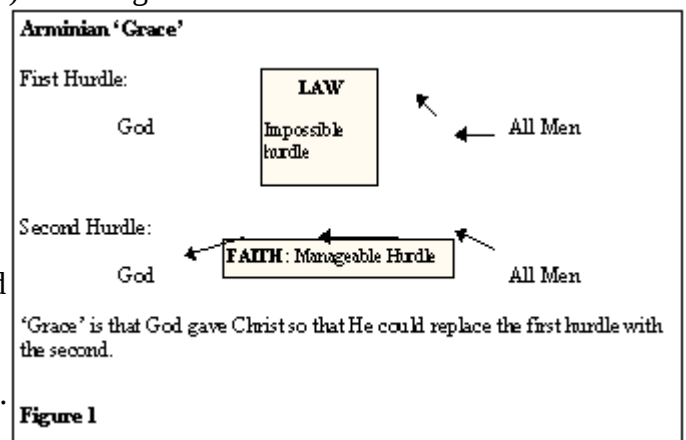 Arminian ‘Grace’
First Hurdle:
LAW
God
Impossible
hurdle
All Men
Second Hurdle:
FAITH: Manageable Hurdle
God
All Men
‘Grace’ is that God gave Christ so that He could replace the first hurdle with
the second.
Figure 1